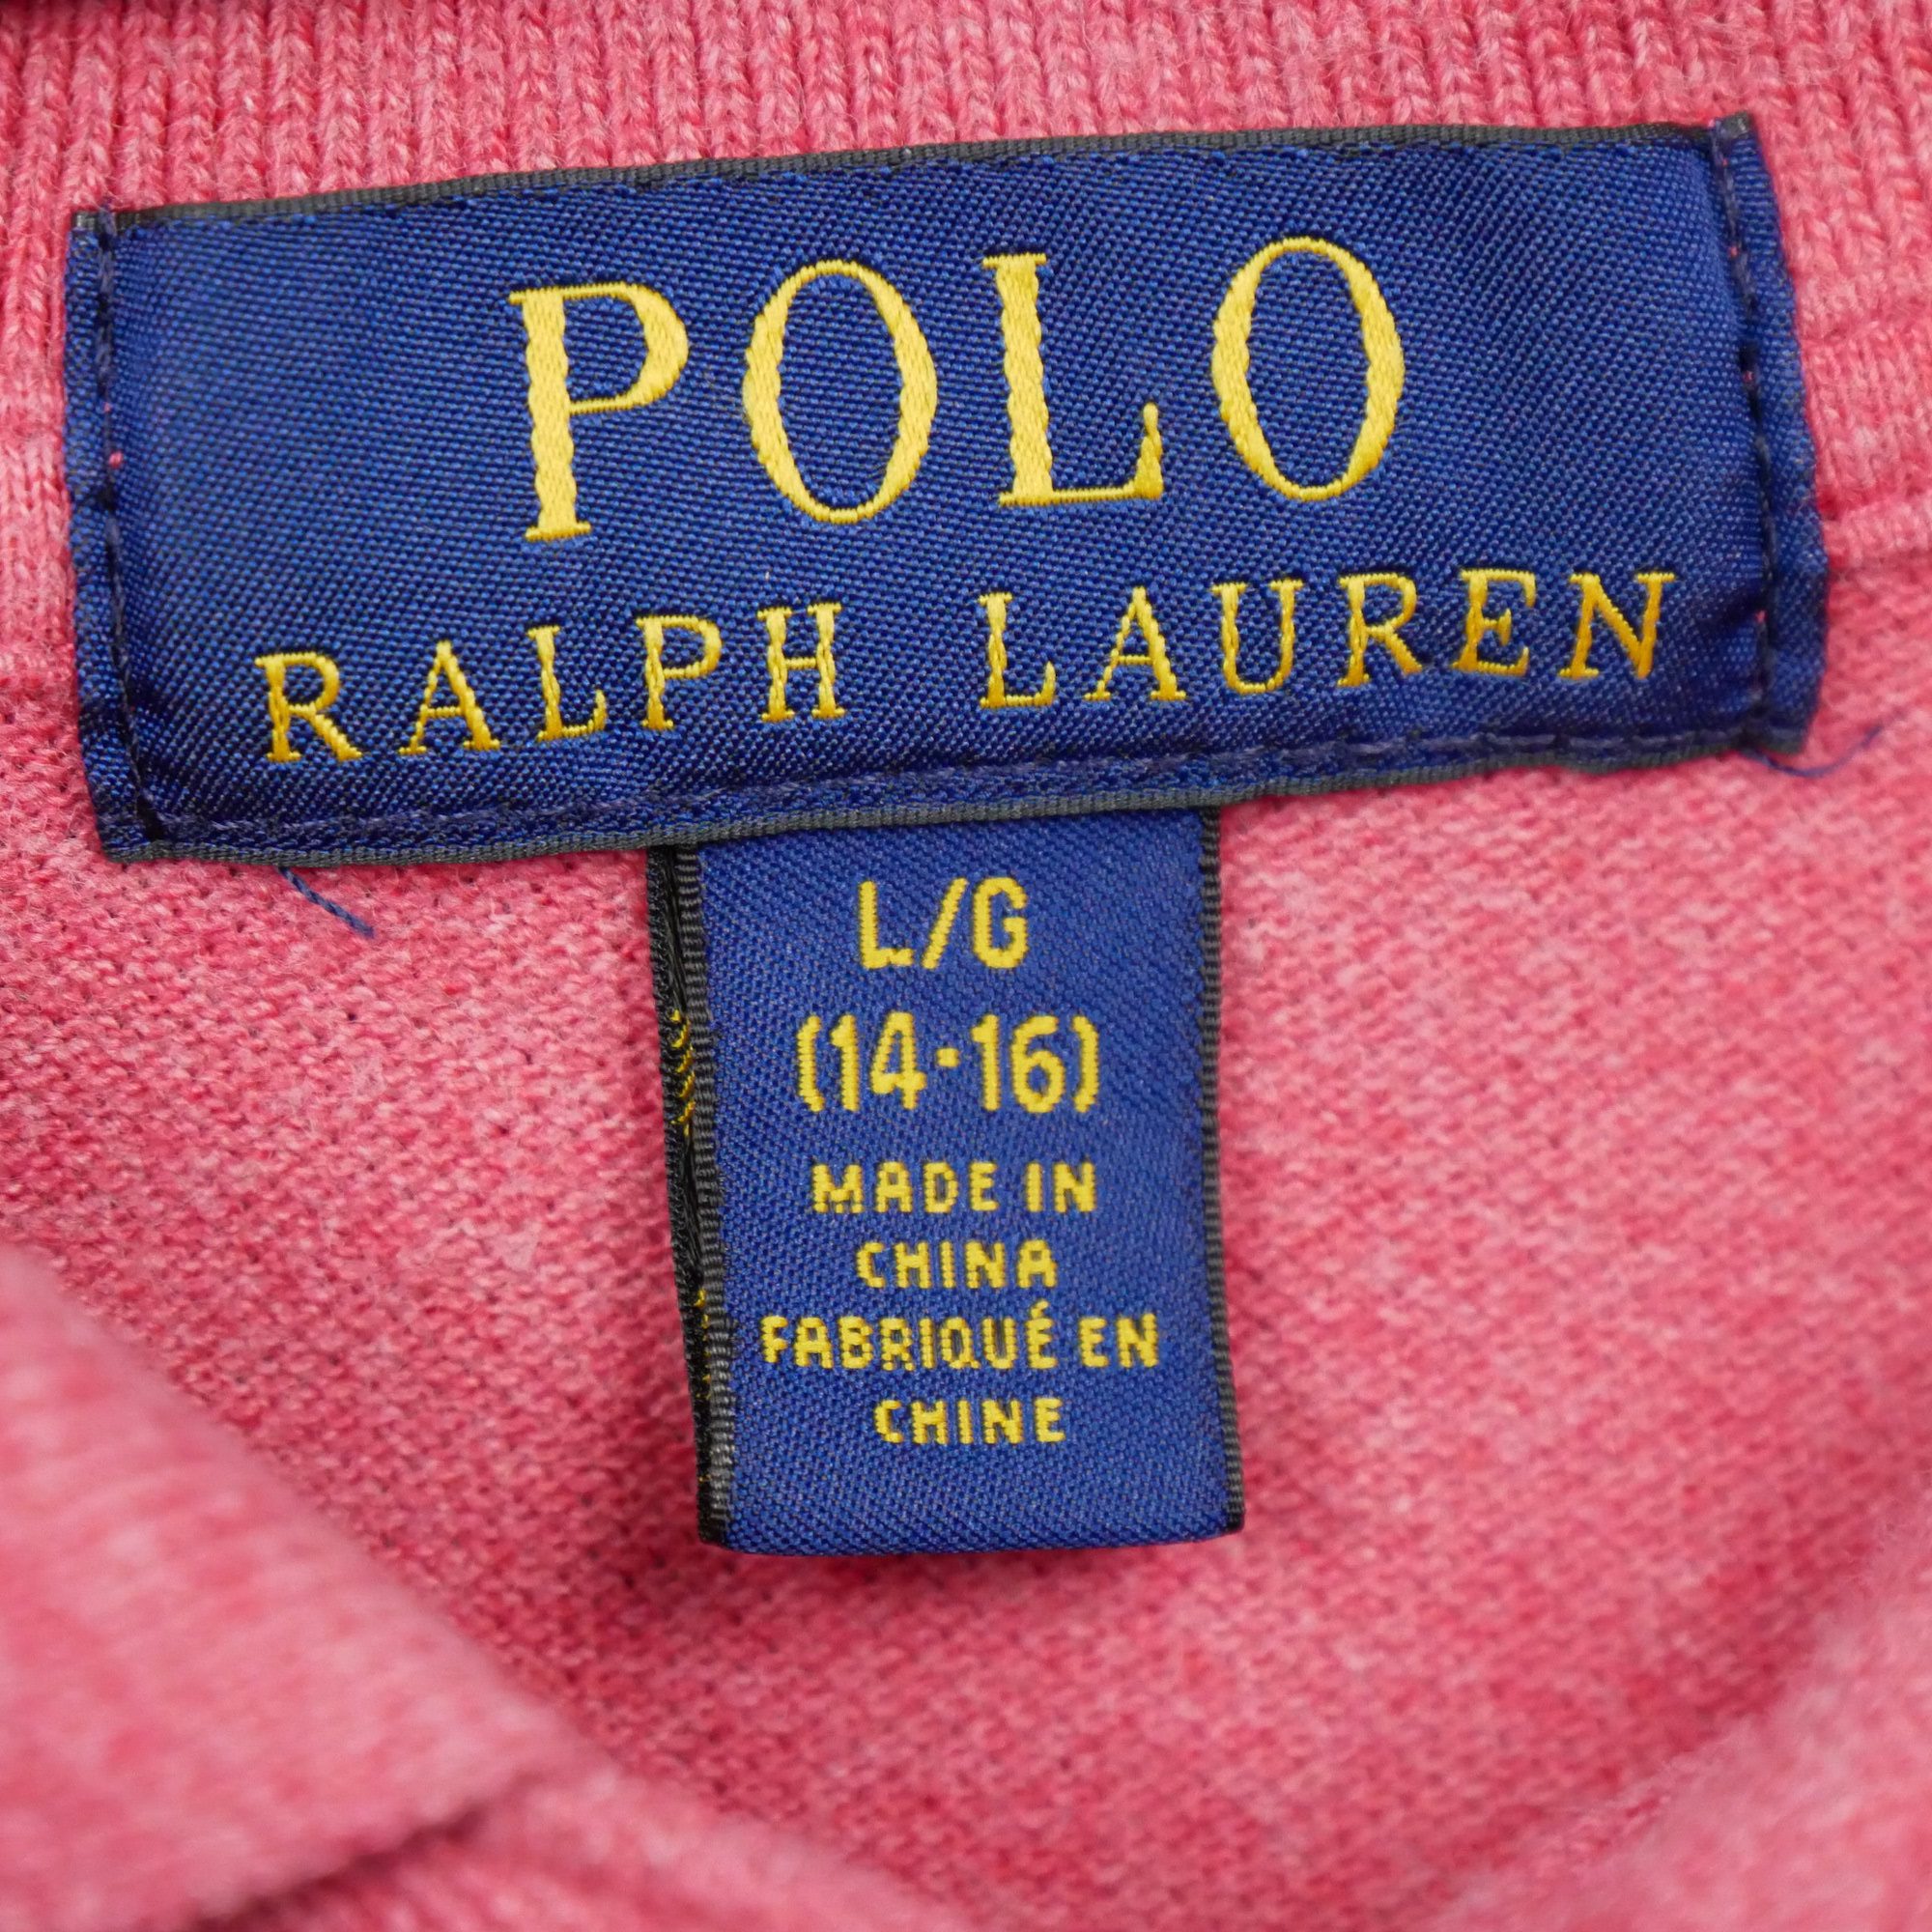 POLO
RALPH LAUREN
L/G
(14-16)
MADE IN
CHINA
FABRIQUÉ EN
CHINE